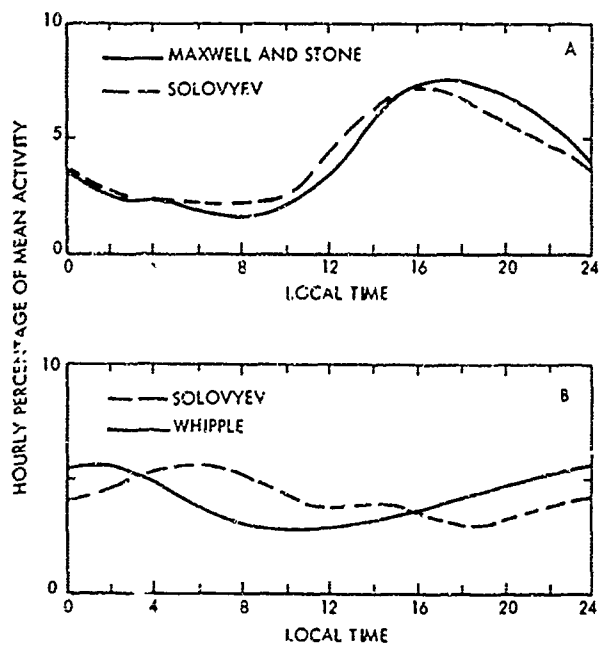 HOURLY PERCENTAGE OF MEAN ACTIVITY
10
5
0
MAXWELL AND STONE
SOLOVYEV
A
0 4 8 12 16 20 24
LOCAL TIME
10
0
SOLOVYEV
WHIPPLE
B
0 4 8 12 16 20 24
LOCAL TIME